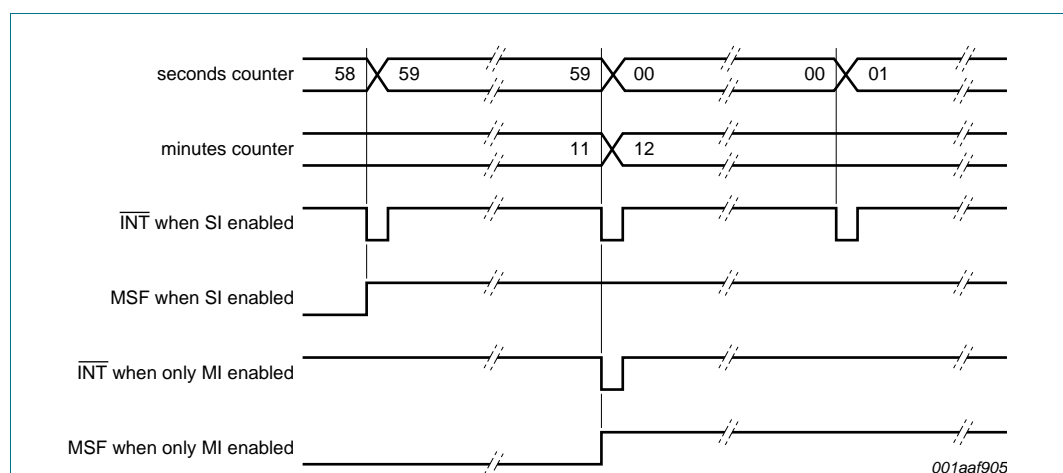 seconds counter 58 59 59 00 00 01
minutes counter 11 12
INT when SI enabled
MSF when SI enabled
INT when only MI enabled
MSF when only MI enabled
001aaf905